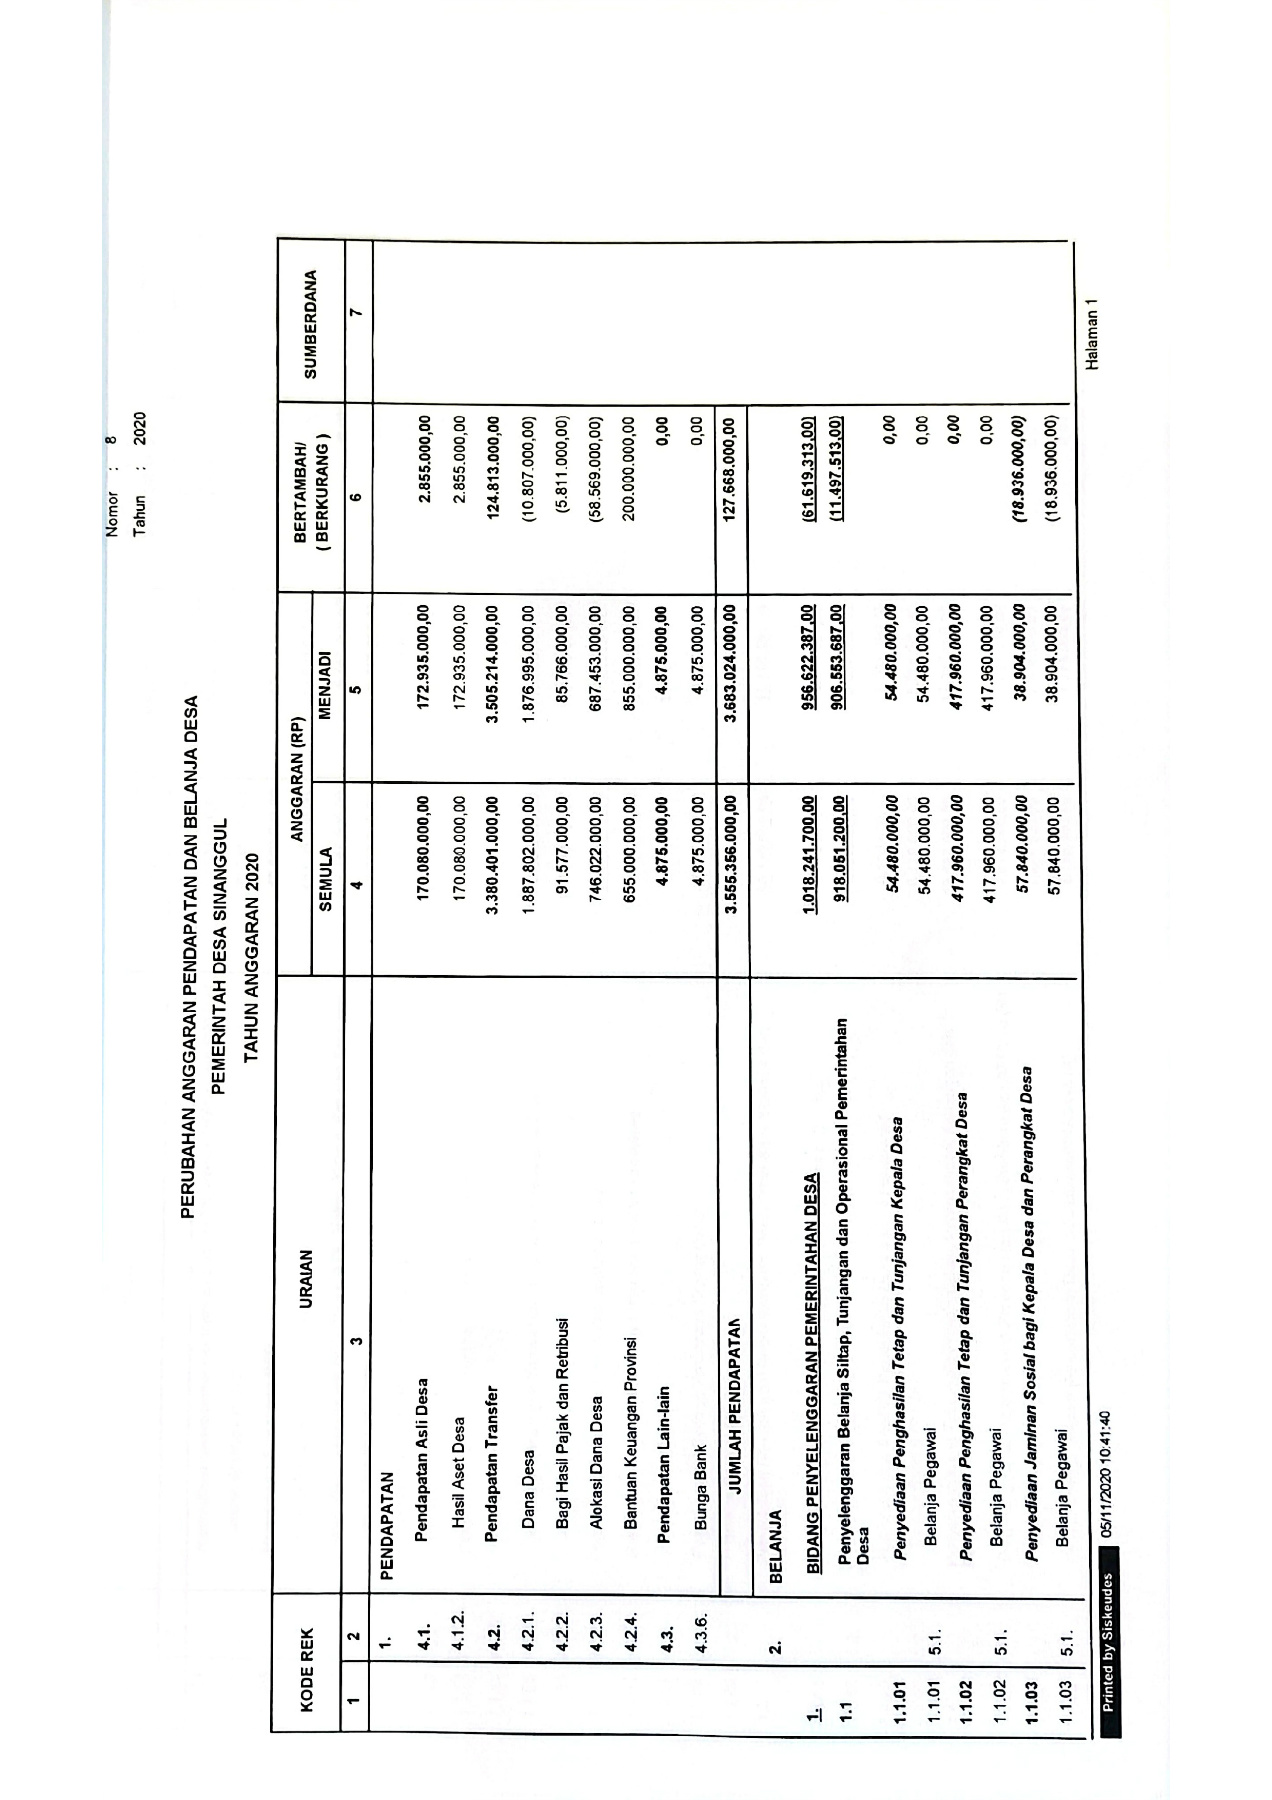 Nomor : 8
Tahun : 2020
PERUBAHAN ANGGARAN PENDAPATAN DAN BELANJA DESA
PEMERINTAH DESA SINANGGUL
TAHUN ANGGARAN 2020
KODE REK URAIAN ANGGARAN (RP) BERTAMBAH/ ( BERKURANG ) SUMBERDANA
SEMULA MENJADI
1 2 3 4 5 6 7
1. PENDAPATAN
4.1. Pendapatan Asli Desa 170.080.000,00 172.935.000,00 2.855.000,00
4.1.2. Hasil Aset Desa 170.080.000,00 172.935.000,00 2.855.000,00
4.2. Pendapatan Transfer 3.380.401.000,00 3.505.214.000,00 124.813.000,00
4.2.1. Dana Desa 1.887.802.000,00 1.876.995.000,00 (10.807.000,00)
4.2.2. Bagi Hasil Pajak dan Retribusi 91.577.000,00 85.766.000,00 (5.811.000,00)
4.2.3. Alokasi Dana Desa 746.022.000,00 687.453.000,00 (58.569.000,00)
4.2.4. Bantuan Keuangan Provinsi 655.000.000,00 855.000.000,00 200.000.000,00
4.3. Pendapatan Lain-lain 4.875.000,00 4.875.000,00 0,00
4.3.6. Bunga Bank 4.875.000,00 4.875.000,00 0,00
JUMLAH PENDAPATAN 3.555.356.000,00 3.683.024.000,00 127.668.000,00
2. BELANJA
1. BIDANG PENYELENGGARAN PEMERINTAHAN DESA 1.018.241.700,00 956.622.387,00 (61.619.313,00)
1.1 Penyelenggaran Belanja Siltap, Tunjangan dan Operasional Pemerintahan 918.051.200,00 906.553.687,00 (11.497.513,00)
Desa
1.1.01 Penyediaan Penghasilan Tetap dan Tunjangan Kepala Desa 54.480.000,00 54.480.000,00 0,00
1.1.01 5.1. Belanja Pegawai 54.480.000,00 54.480.000,00 0,00
1.1.02 Penyediaan Penghasilan Tetap dan Tunjangan Perangkat Desa 417.960.000,00 417.960.000,00 0,00
1.1.02 5.1. Belanja Pegawai 417.960.000,00 417.960.000,00 0,00
1.1.03 Penyediaan Jaminan Sosial bagi Kepala Desa dan Perangkat Desa 57.840.000,00 38.904.000,00 (18.936.000,00)
1.1.03 5.1. Belanja Pegawai 57.840.000,00 38.904.000,00 (18.936.000,00)
Printed by Siskeudes 05/11/2020 10:41:40 Halaman 1